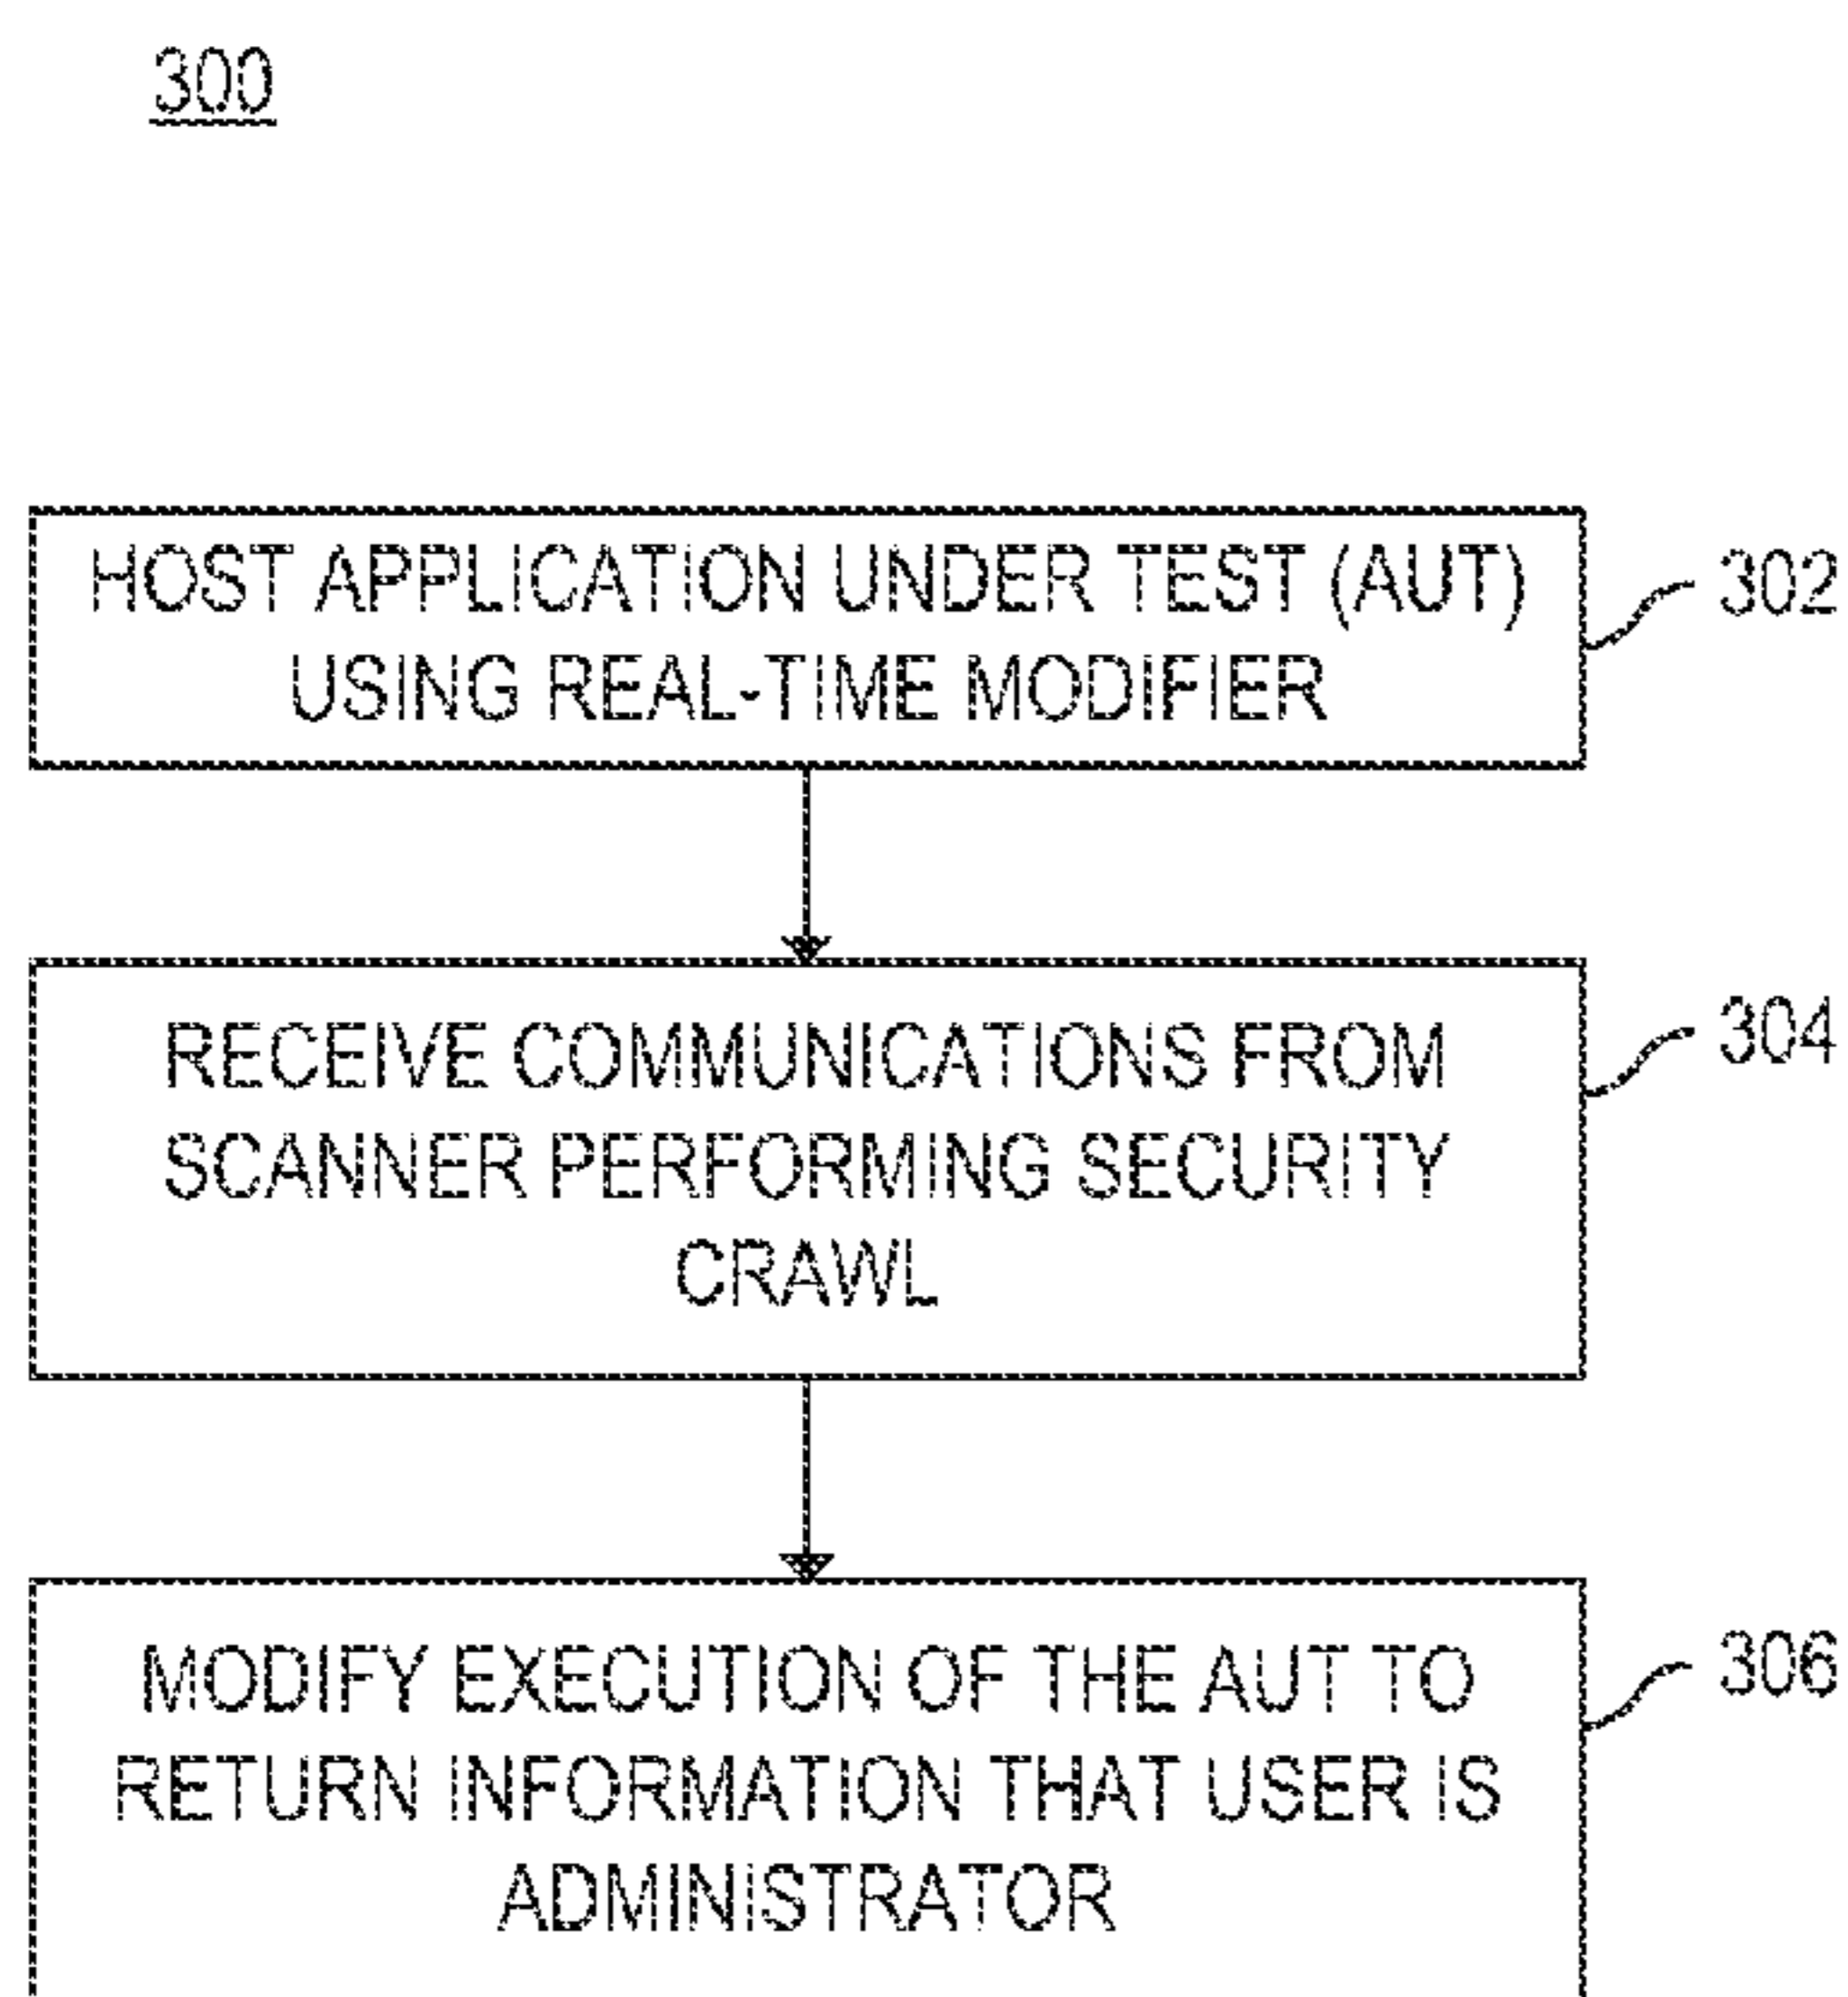 300
HOST APPLICATION UNDER TEST (AUT)
USING REAL-TIME MODIFIER
302
RECEIVE COMMUNICATIONS FROM
SCANNER PERFORMING SECURITY
CRAWL
304
MODIFY EXECUTION OF THE AUT TO
RETURN INFORMATION THAT USER IS
ADMINISTRATOR
306